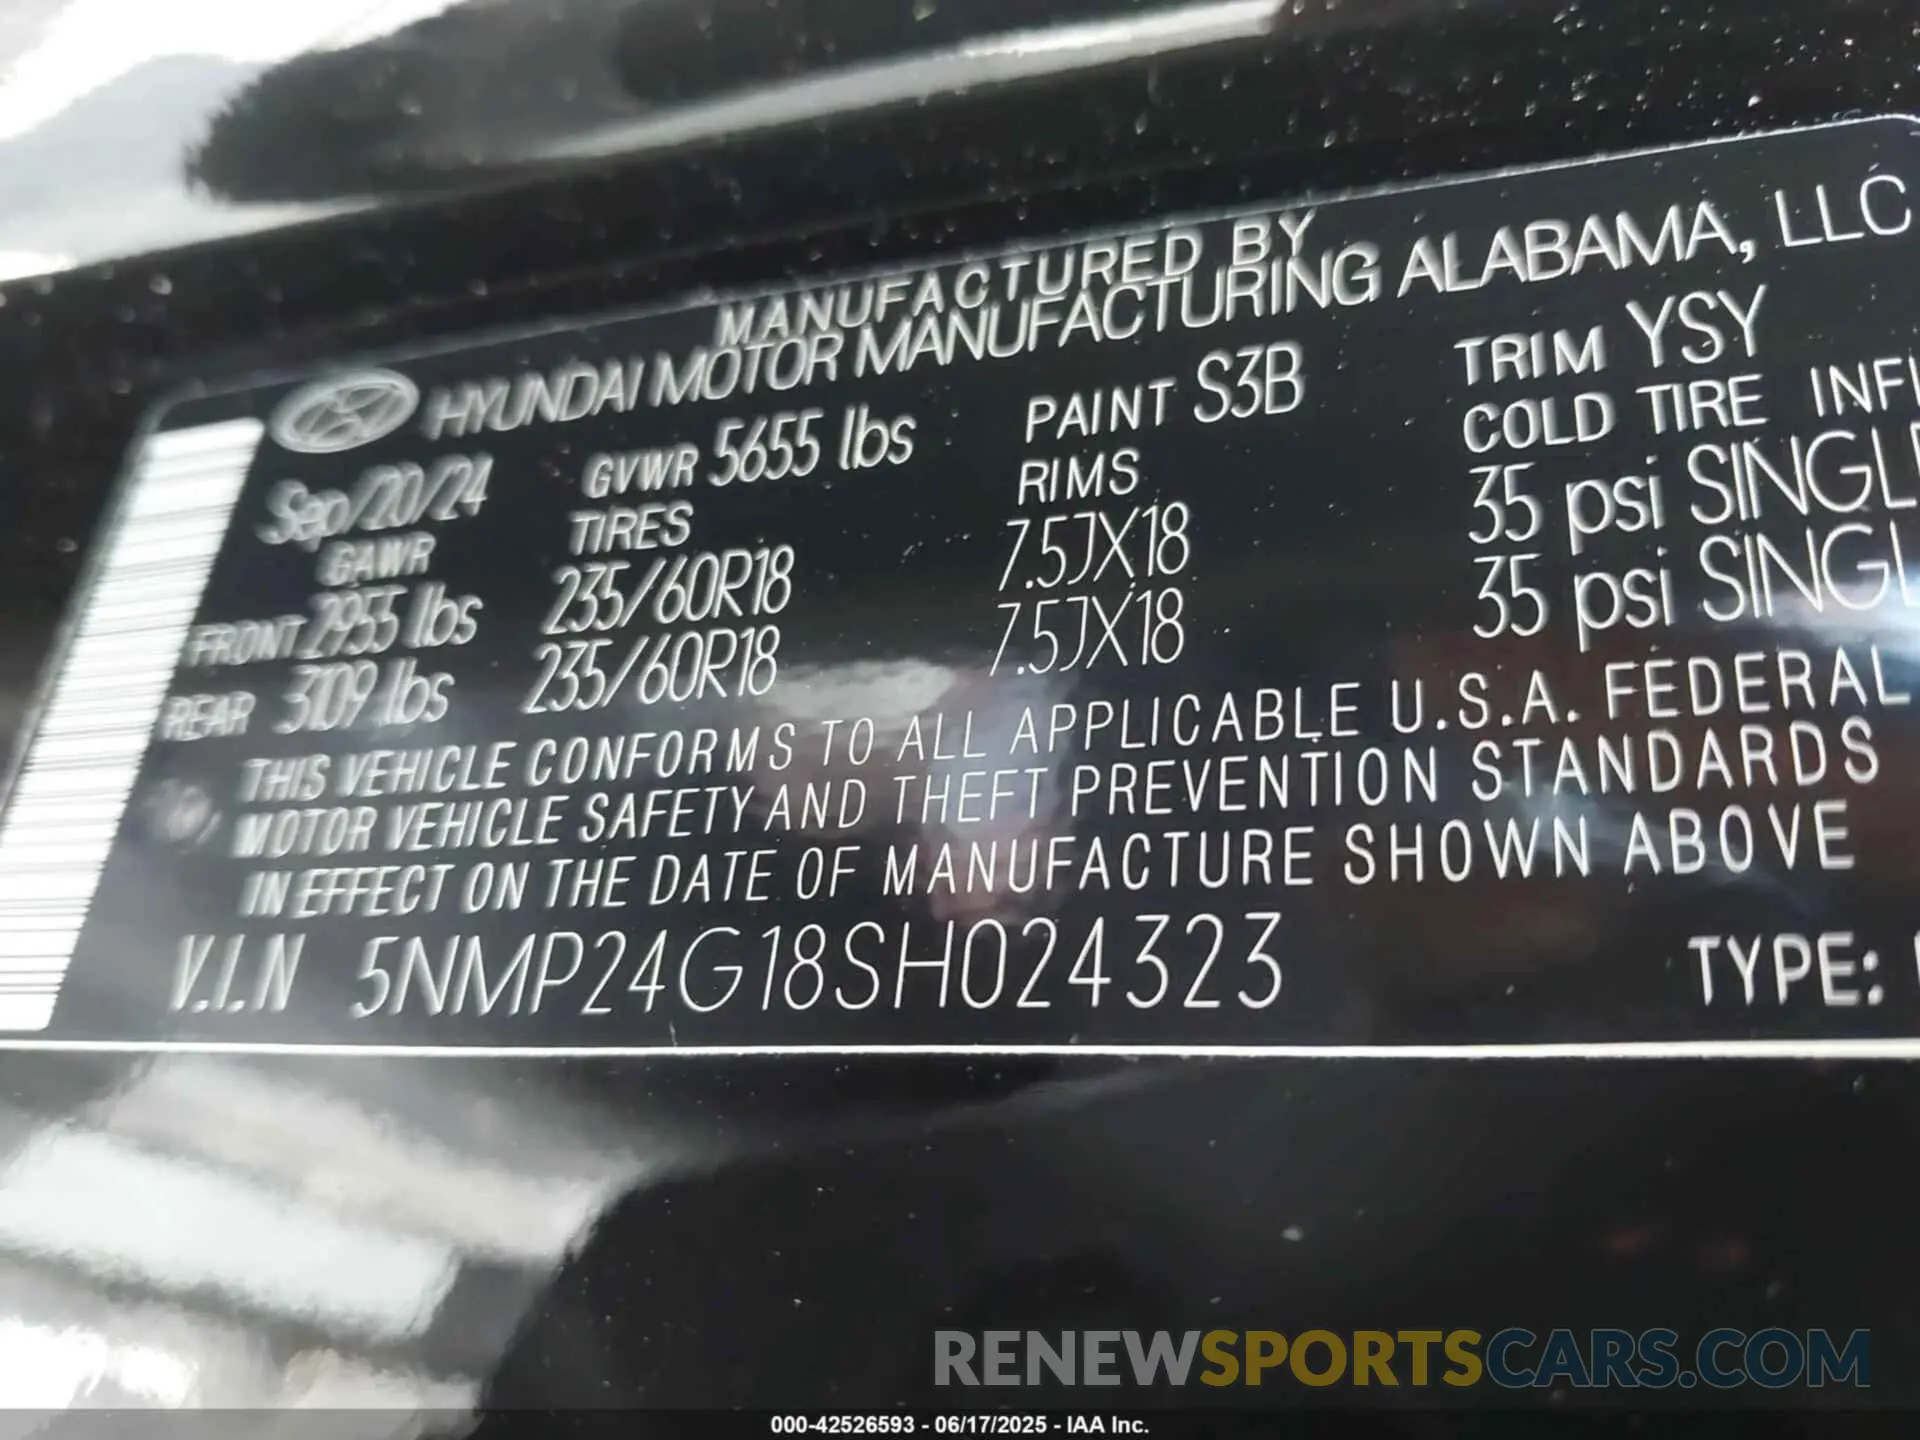 MANUFACTURED BY
HYUNDAI MOTOR MANUFACTURING ALABAMA, LLC
Sep/20/24 GVWR 5655 lbs PAINT S3B TRIM YSY
GAWR TIRES RIMS COLD TIRE INFL
FRONT 2955 lbs 235/60R18 7.5JX18 35 psi SINGLE
REAR 3109 lbs 235/60R18 7.5JX18 35 psi SINGL
THIS VEHICLE CONFORMS TO ALL APPLICABLE U.S.A. FEDERAL
MOTOR VEHICLE SAFETY AND THEFT PREVENTION STANDARDS
IN EFFECT ON THE DATE OF MANUFACTURE SHOWN ABOVE
V.I.N 5NMP24G18SH024323 TYPE:
RENEWSPORTSCARS.COM
000-42526593 - 06/17/2025 - IAA Inc.